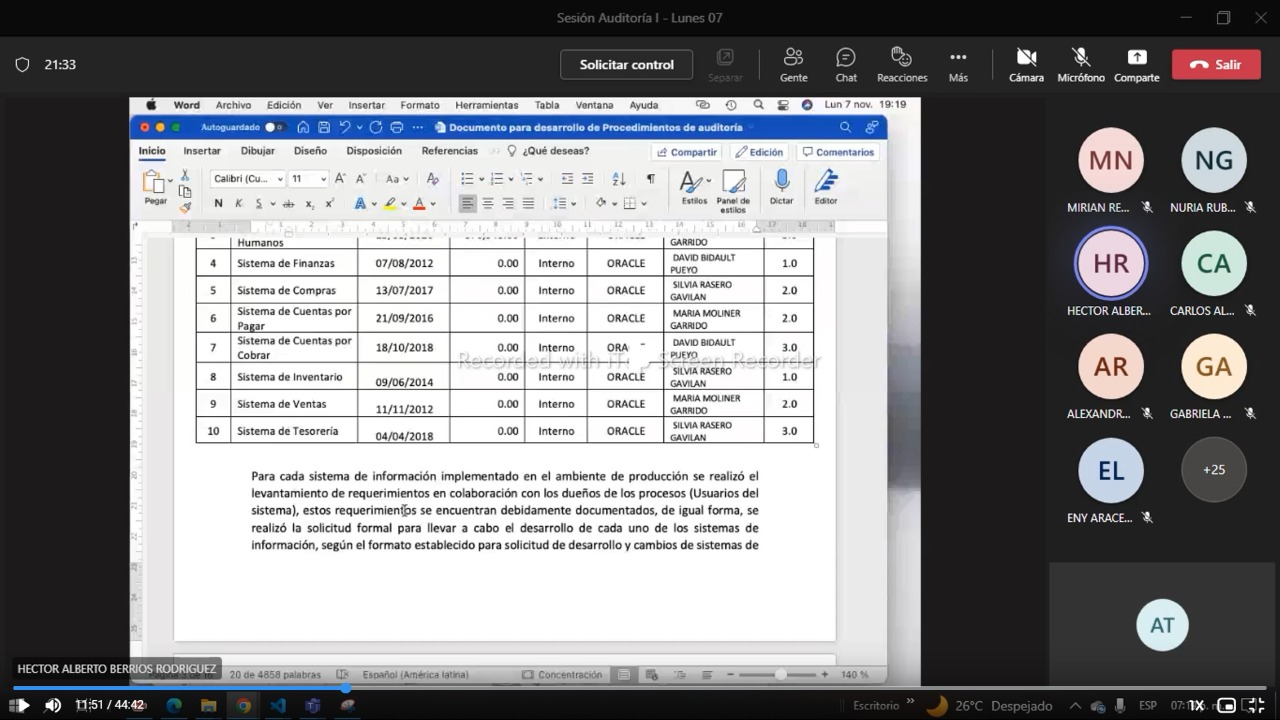 Sesión Auditoría I - Lunes 07
21:33
Solicitar control
Separar
Gente
Chat
Reacciones
Más
Cámara
Micrófono
Comparte
Salir
Word Archivo Edición Ver Insertar Formato Herramientas Tabla Ventana Ayuda
Lun 7 nov. 19:19
Autoguardado
Documento para desarrollo de Procedimientos de auditoría
Inicio Insertar Dibujar Diseño Disposición Referencias
¿Qué deseas?
Compartir
Edición
Comentarios
Pegar
Calibri (Cu...
11
Estilos
Panel de estilos
Dictar
Editor
Humanos
GARRIDO
4 Sistema de Finanzas 07/08/2012 0.00 Interno ORACLE DAVID BIDAULT PUEYO 1.0
5 Sistema de Compras 13/07/2017 0.00 Interno ORACLE SILVIA RASERO GAVILAN 2.0
6 Sistema de Cuentas por Pagar 21/09/2016 0.00 Interno ORACLE MARIA MOLINER GARRIDO 2.0
7 Sistema de Cuentas por Cobrar 18/10/2018 0.00 Interno DAVID BIDAULT PUEYO 3.0
8 Sistema de Inventario 09/06/2014 0.00 Interno ORACLE SILVIA RASERO GAVILAN 1.0
9 Sistema de Ventas 11/11/2012 0.00 Interno ORACLE MARIA MOLINER GARRIDO 2.0
10 Sistema de Tesorería 04/04/2018 0.00 Interno ORACLE SILVIA RASERO GAVILAN 3.0
Recorded with iTop Screen Recorder
Para cada sistema de información implementado en el ambiente de producción se realizó el
levantamiento de requerimientos en colaboración con los dueños de los procesos (Usuarios del
sistema), estos requerimientos se encuentran debidamente documentados, de igual forma, se
realizó la solicitud formal para llevar a cabo el desarrollo de cada uno de los sistemas de
información, según el formato establecido para solicitud de desarrollo y cambios de sistemas de
20 de 4858 palabras
Español (América latina)
Concentración
140 %
HECTOR ALBERTO BERRIOS RODRIGUEZ
MN
MIRIAN RE...
NG
NURIA RUB...
HR
HECTOR ALBER...
CA
CARLOS AL...
AR
ALEXANDR...
GA
GABRIELA ...
EL
ENY ARACE...
+25
AT
11:51 / 44:42
Escritorio
26°C Despejado
ESP
1X